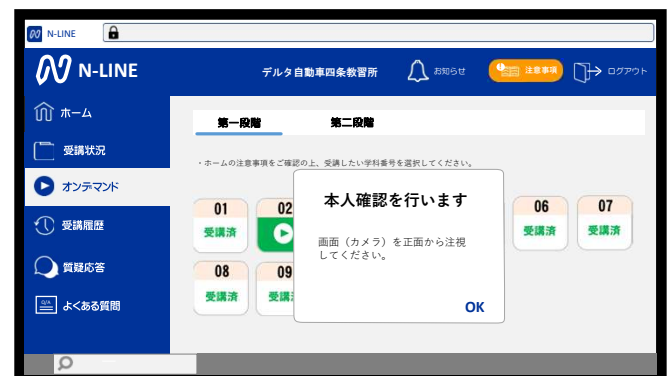 N-LINE
N-LINE
デルタ自動車四条教習所
お知らせ
注意事項
ログアウト
ホーム
受講状況
オンデマンド
受講履歴
質疑応答
Q/A
よくある質問
第一段階
第二段階
・ホームの注意事項をご確認の上、受講したい学科番号を選択してください。
01
受講済
02
06
受講済
07
受講済
08
受講済
09
受講済
本人確認を行います
画面（カメラ）を正面から注視
してください。
OK